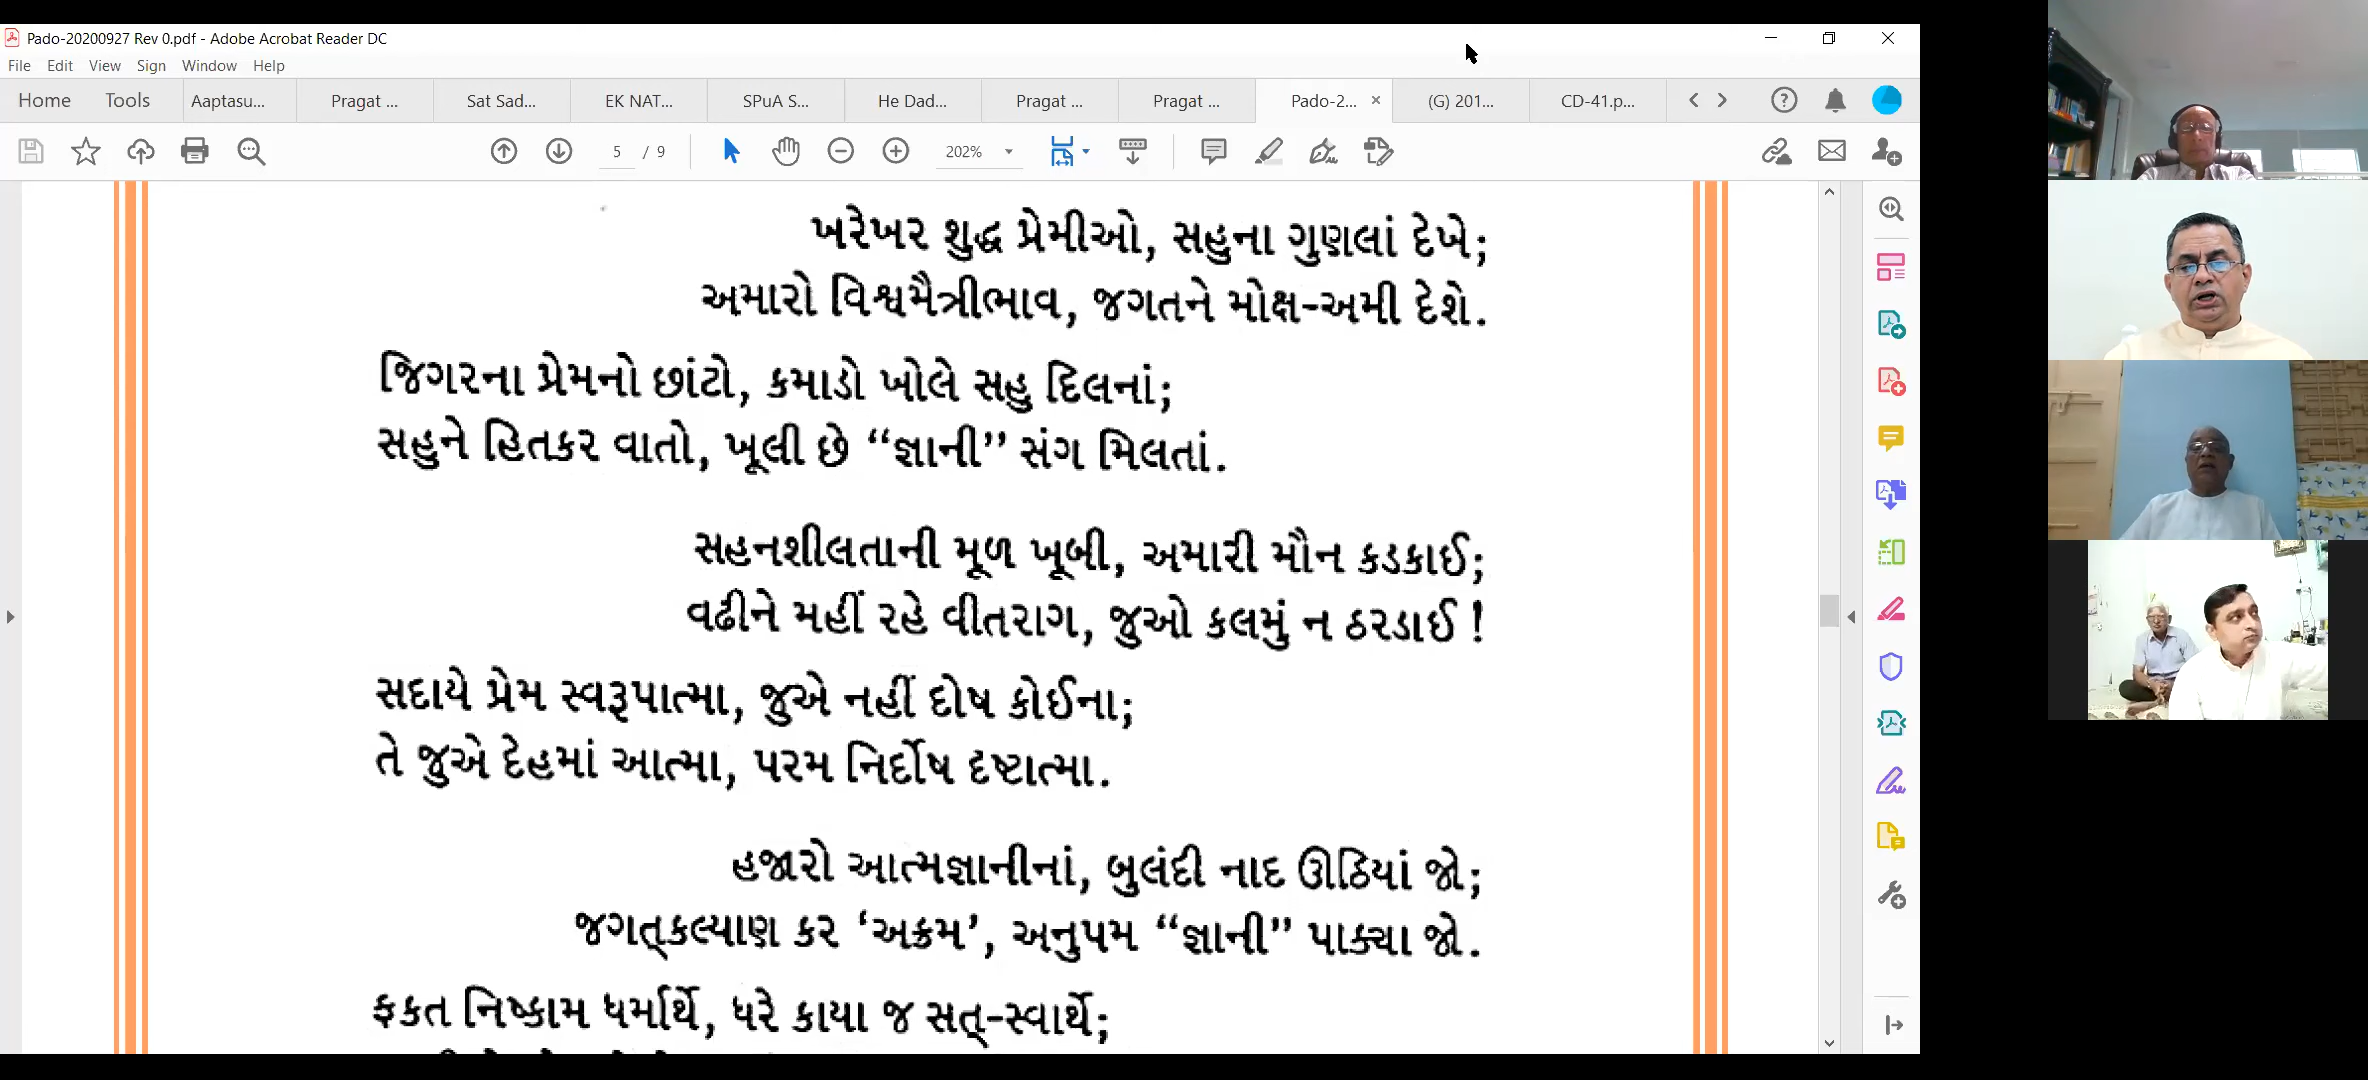 Pado-20200927 Rev 0.pdf - Adobe Acrobat Reader DC
File Edit View Sign Window Help
Home Tools Aaptasu... Pragat ... Sat Sad... EK NAT... SPuA S... He Dad... Pragat ... Pragat ... Pado-2... (G) 201... CD-41.p...
5 / 9 202%
ખરેખર શુદ્ધ પ્રેમીઓ, સહુના ગુણલાં દેખે;
અમારો વિશ્વમૈત્રીભાવ, જગતને મોક્ષ-અમી દેશે.
જિગરના પ્રેમનો છાંટો, કમાડો ખોલે સહુ દિલનાં;
સહુને હિતકર વાતો, ખૂલી છે “જ્ઞાની” સંગ મિલતાં.
સહનશીલતાની મૂળ ખૂબી, અમારી મૌન કડકાઈ;
વઢીને મહીં રહે વીતરાગ, જુઓ કલમું ન ઠરડાઈ !
સદાયે પ્રેમ સ્વરૂપાત્મા, જુએ નહીં દોષ કોઈના;
તે જુએ દેહમાં આત્મા, પરમ નિર્દોષ દષ્ટાત્મા.
હજારો આત્મજ્ઞાનીનાં, બુલંદી નાદ ઊઠિયાં જો;
જગત્કલ્યાણ કર ‘અક્રમ’, અનુપમ “જ્ઞાની” પાક્યા જો.
ફકત નિષ્કામ ધર્માર્થે, ધરે કાયા જ સત્-સ્વાર્થે;